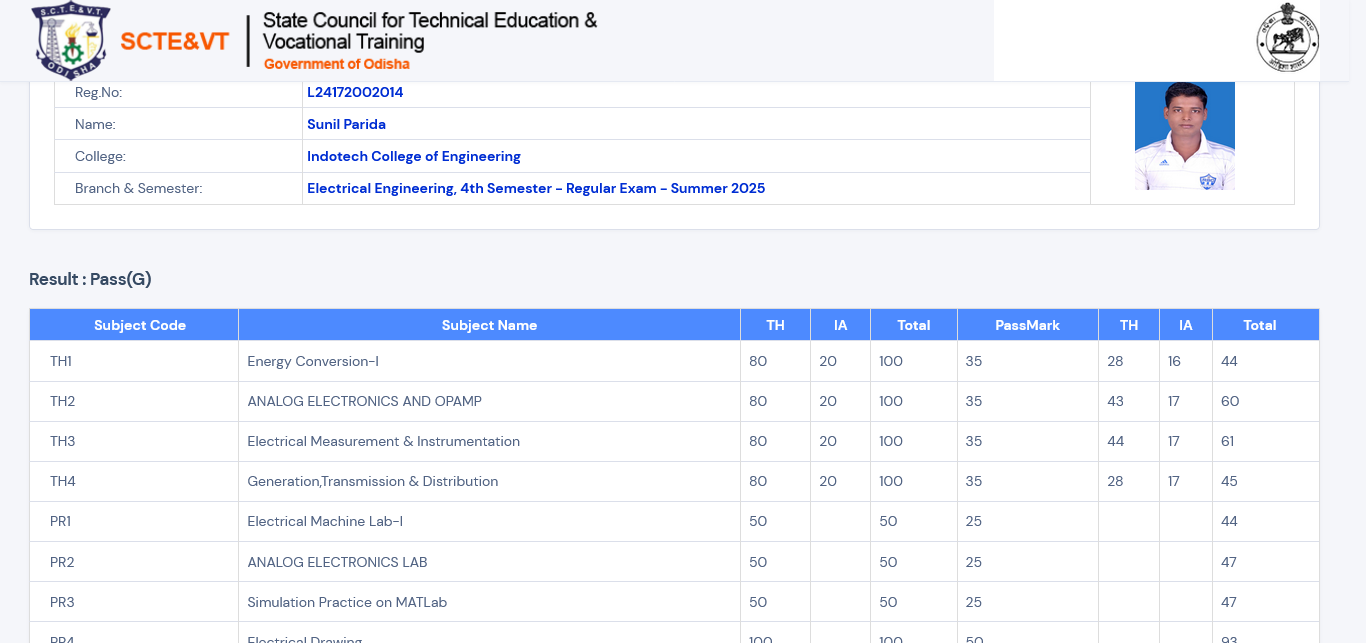 S.C.T.E.& V.T.
ODISHA
SCTE&VT
State Council for Technical Education &
Vocational Training
Government of Odisha
Reg.No: L24172002014
Name: Sunil Parida
College: Indotech College of Engineering
Branch & Semester: Electrical Engineering, 4th Semester - Regular Exam - Summer 2025
Result : Pass(G)
Subject Code Subject Name TH IA Total PassMark TH IA Total
TH1 Energy Conversion-I 80 20 100 35 28 16 44
TH2 ANALOG ELECTRONICS AND OPAMP 80 20 100 35 43 17 60
TH3 Electrical Measurement & Instrumentation 80 20 100 35 44 17 61
TH4 Generation,Transmission & Distribution 80 20 100 35 28 17 45
PR1 Electrical Machine Lab-I 50 50 25 44
PR2 ANALOG ELECTRONICS LAB 50 50 25 47
PR3 Simulation Practice on MATLab 50 50 25 47
PR4 Electrical Drawing 100 100 50 93